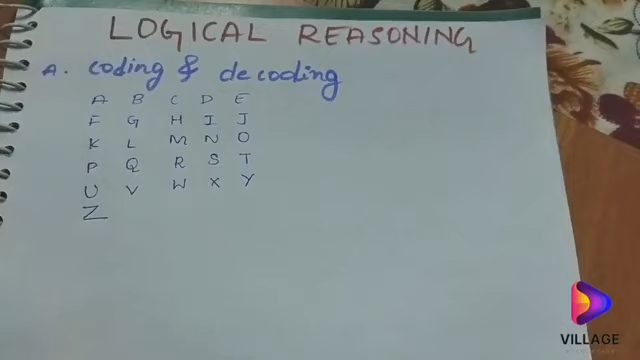 LOGICAL REASONING
A. coding & decoding
A B C D E
F G H I J
K L M N O
P Q R S T
U V W X Y
Z
VILLAGE